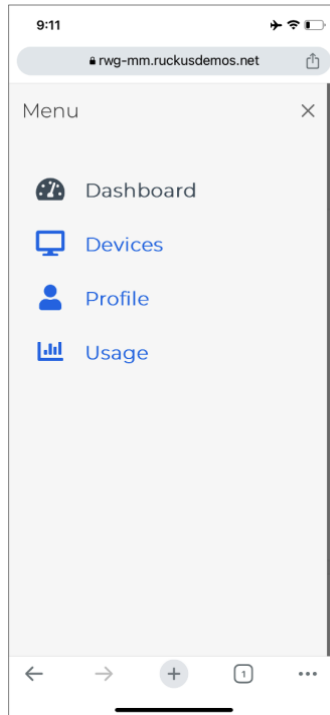 9:11
rwg-mm.ruckusdemos.net
Menu
Dashboard
Devices
Profile
Usage
1